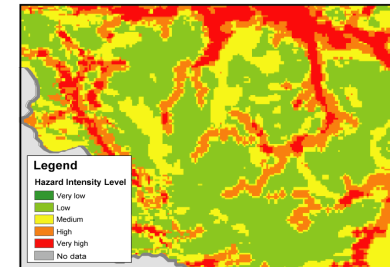 Legend
Hazard Intensity Level
Very low
Low
Medium
High
Very high
No data